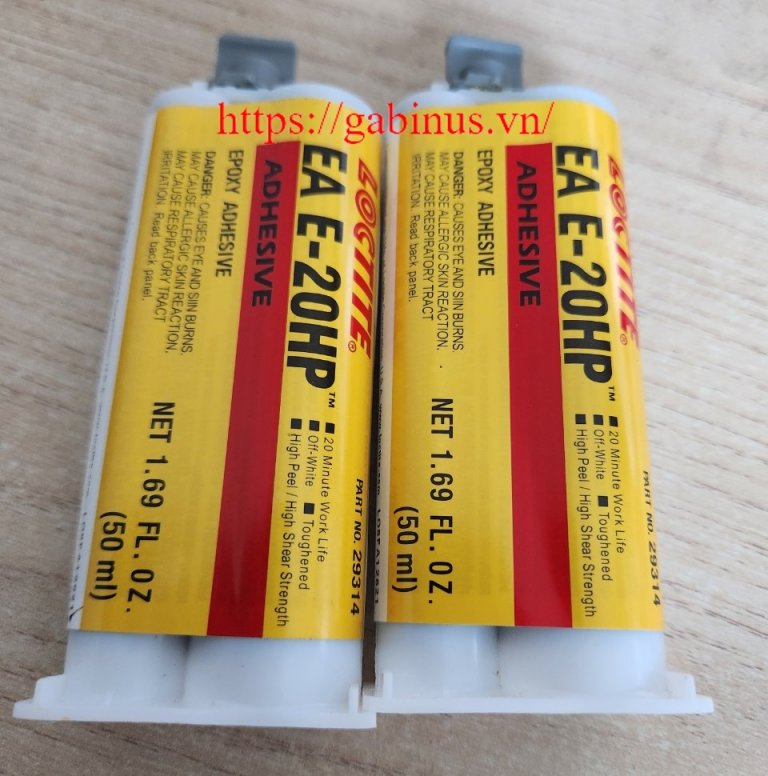 https://gabinus.vn/
LOCTITE®
EA E-20HP™
20 Minute Work Life
Off-White ■ Toughened
High Peel / High Shear Strength
PART NO. 29314
ADHESIVE
EPOXY ADHESIVE
DANGER: CAUSES EYE AND SIIN BURNS.
MAY CAUSE ALLERGIC SKIN REACTION.
MAY CAUSE RESPIRATORY TRACT
IRRITATION. Read back panel.
NET 1.69 FL. OZ.
(50 ml)
LOCTITE®
EA E-20HP™
20 Minute Work Life
Off-White ■ Toughened
High Peel / High Shear Strength
PART NO. 29314
ADHESIVE
EPOXY ADHESIVE
DANGER: CAUSES EYE AND SIIN BURNS.
MAY CAUSE ALLERGIC SKIN REACTION.
MAY CAUSE RESPIRATORY TRACT
IRRITATION. Read back panel.
NET 1.69 FL. OZ.
(50 ml)